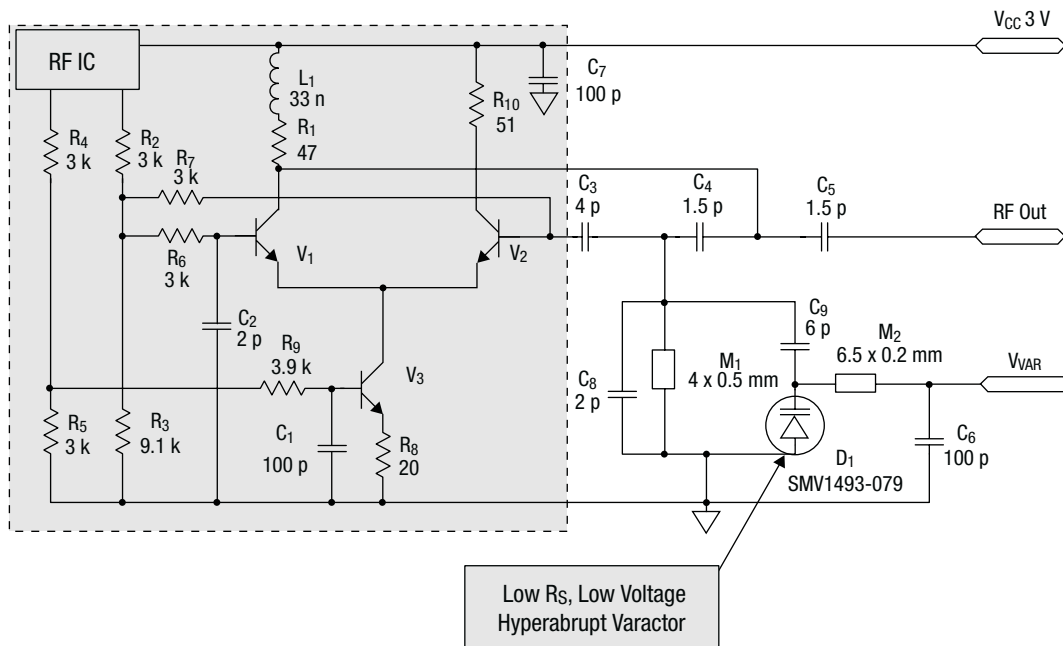 RF IC
VCC 3 V
L1
33 n
C7
100 p
R1
47
R10
51
R4
3 k
R2
3 k
R7
3 k
C3
4 p
C4
1.5 p
C5
1.5 p
RF Out
R6
3 k
V1
V2
C2
2 p
C9
6 p
M2
6.5 x 0.2 mm
VVAR
R9
3.9 k
V3
M1
4 x 0.5 mm
C8
2 p
R5
3 k
R3
9.1 k
C1
100 p
R8
20
D1
SMV1493-079
C6
100 p
Low RS, Low Voltage
Hyperabrupt Varactor